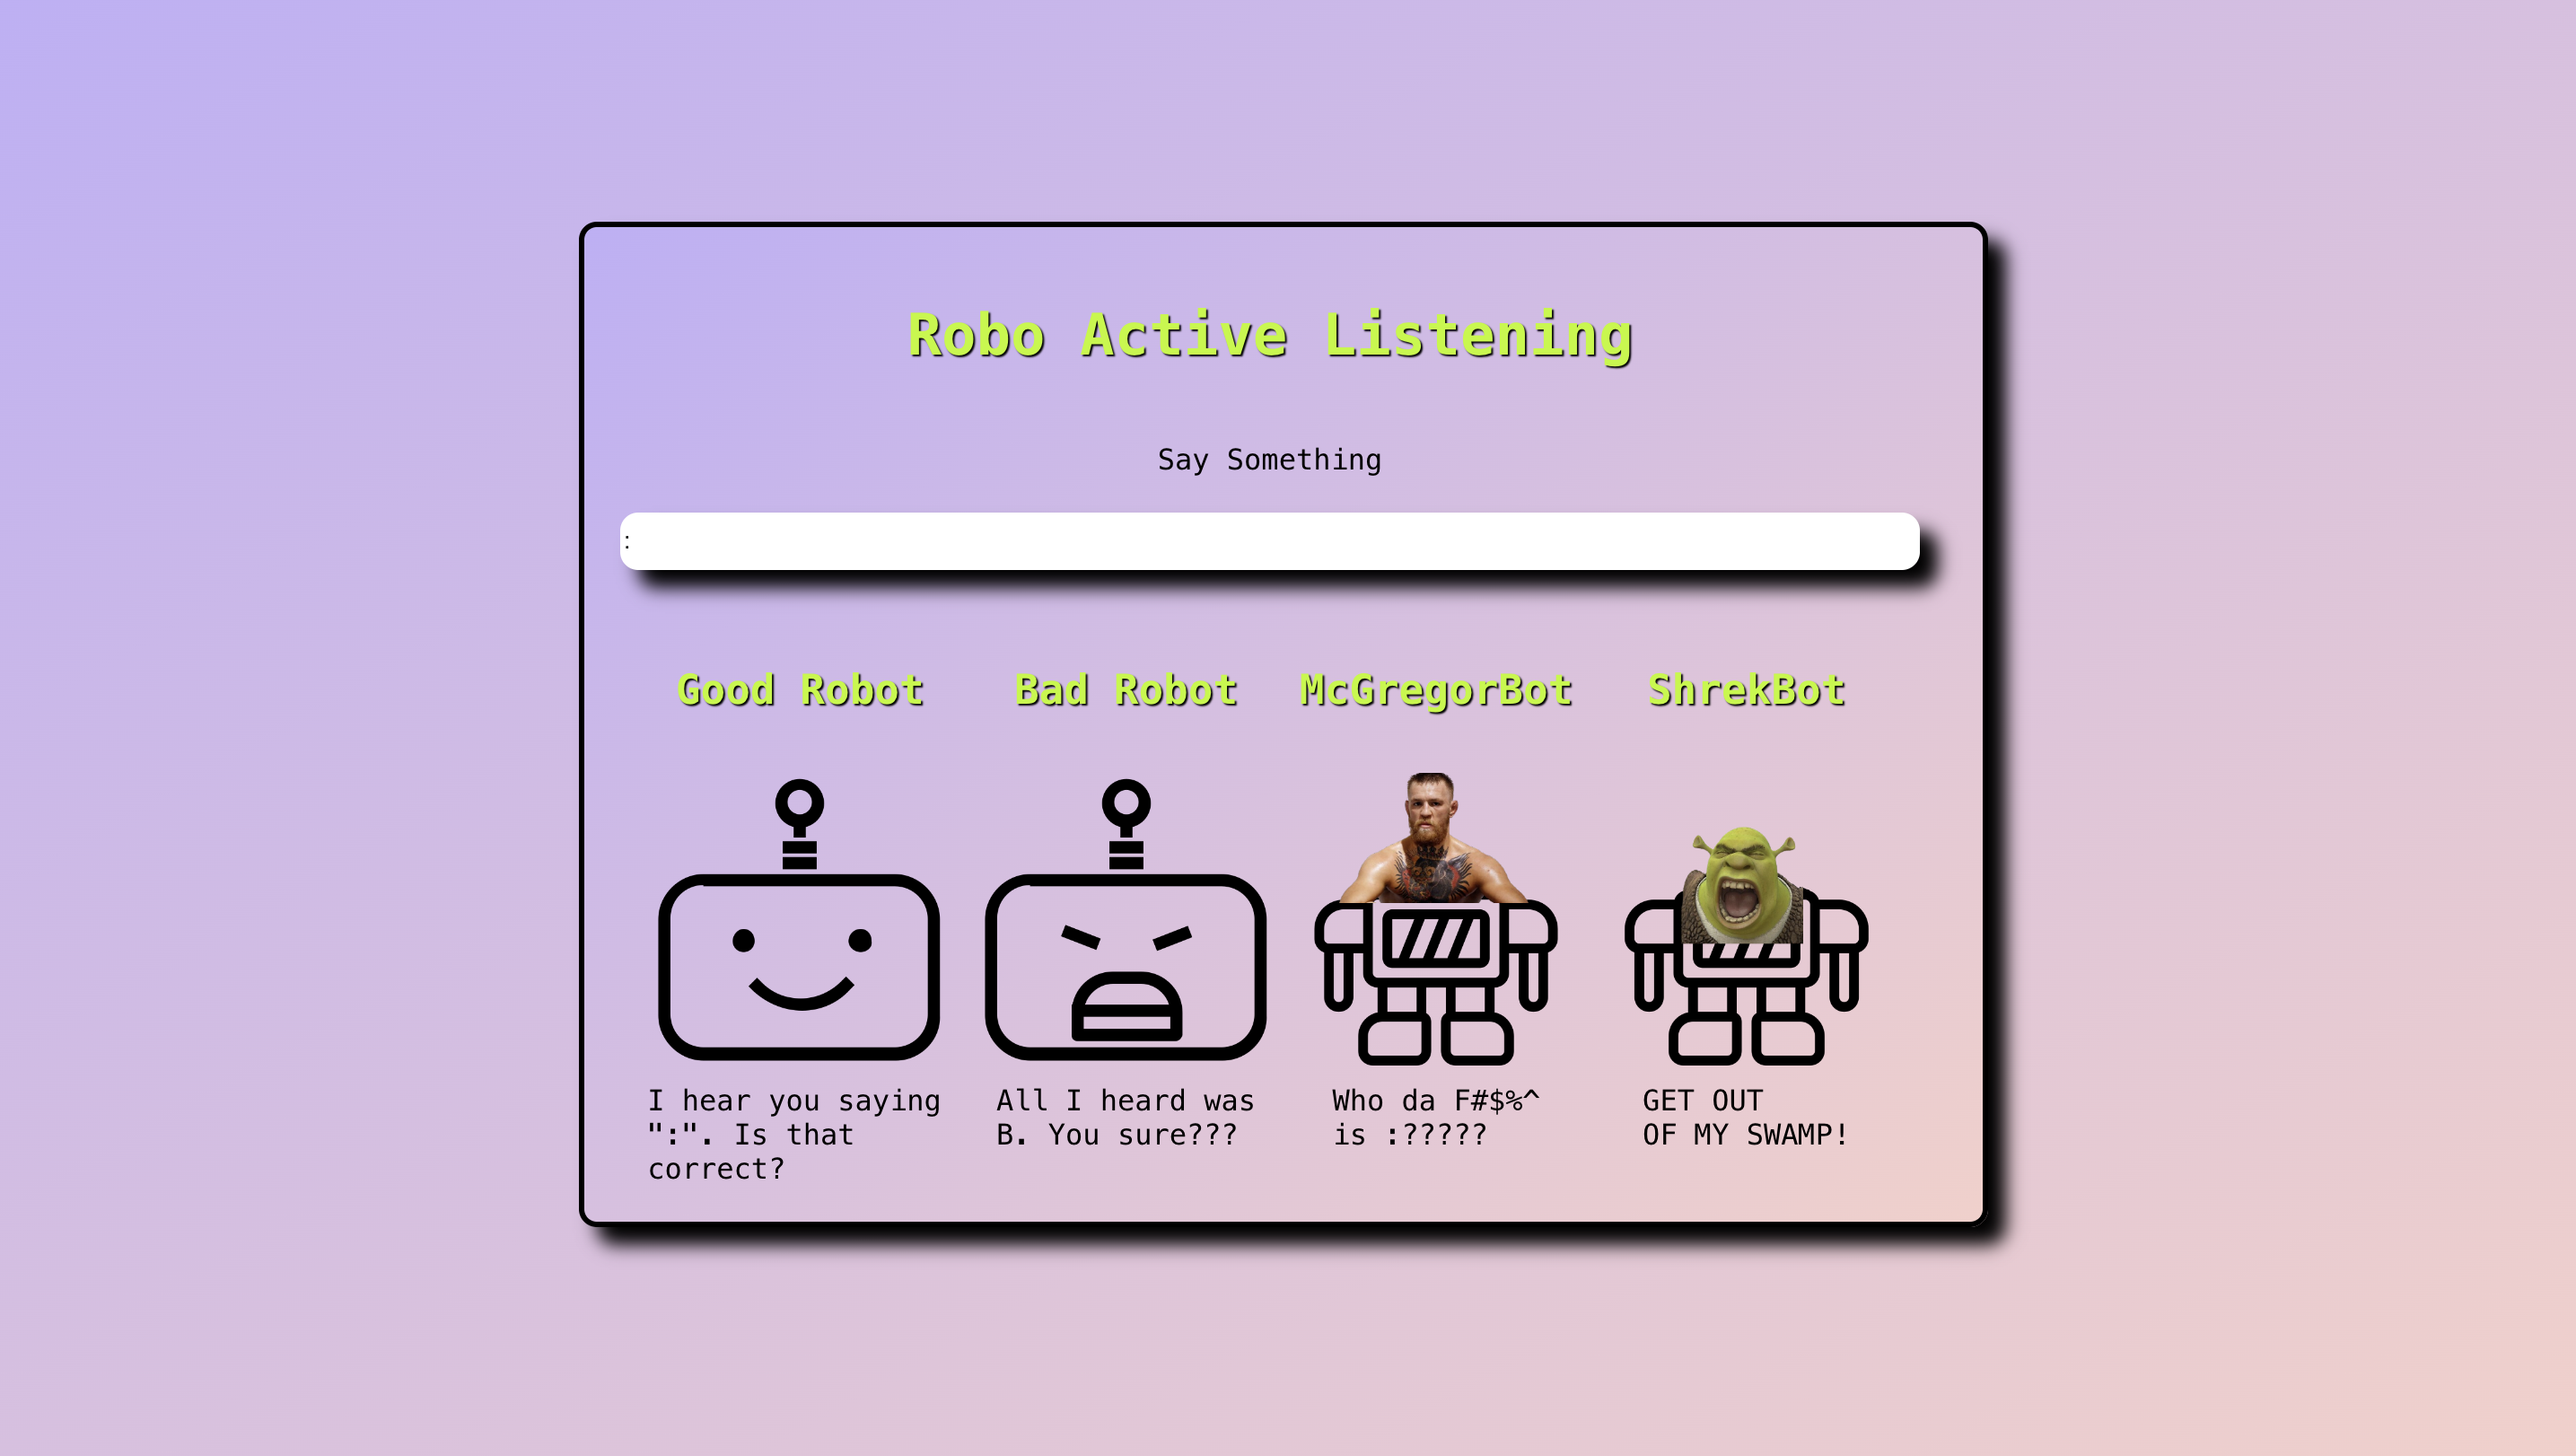 Robo Active Listening
Say Something
:
Good Robot
Bad Robot
McGregorBot
ShrekBot
I hear you saying
":". Is that
correct?
All I heard was
B. You sure???
Who da F#$%^
is :?????
GET OUT
OF MY SWAMP!